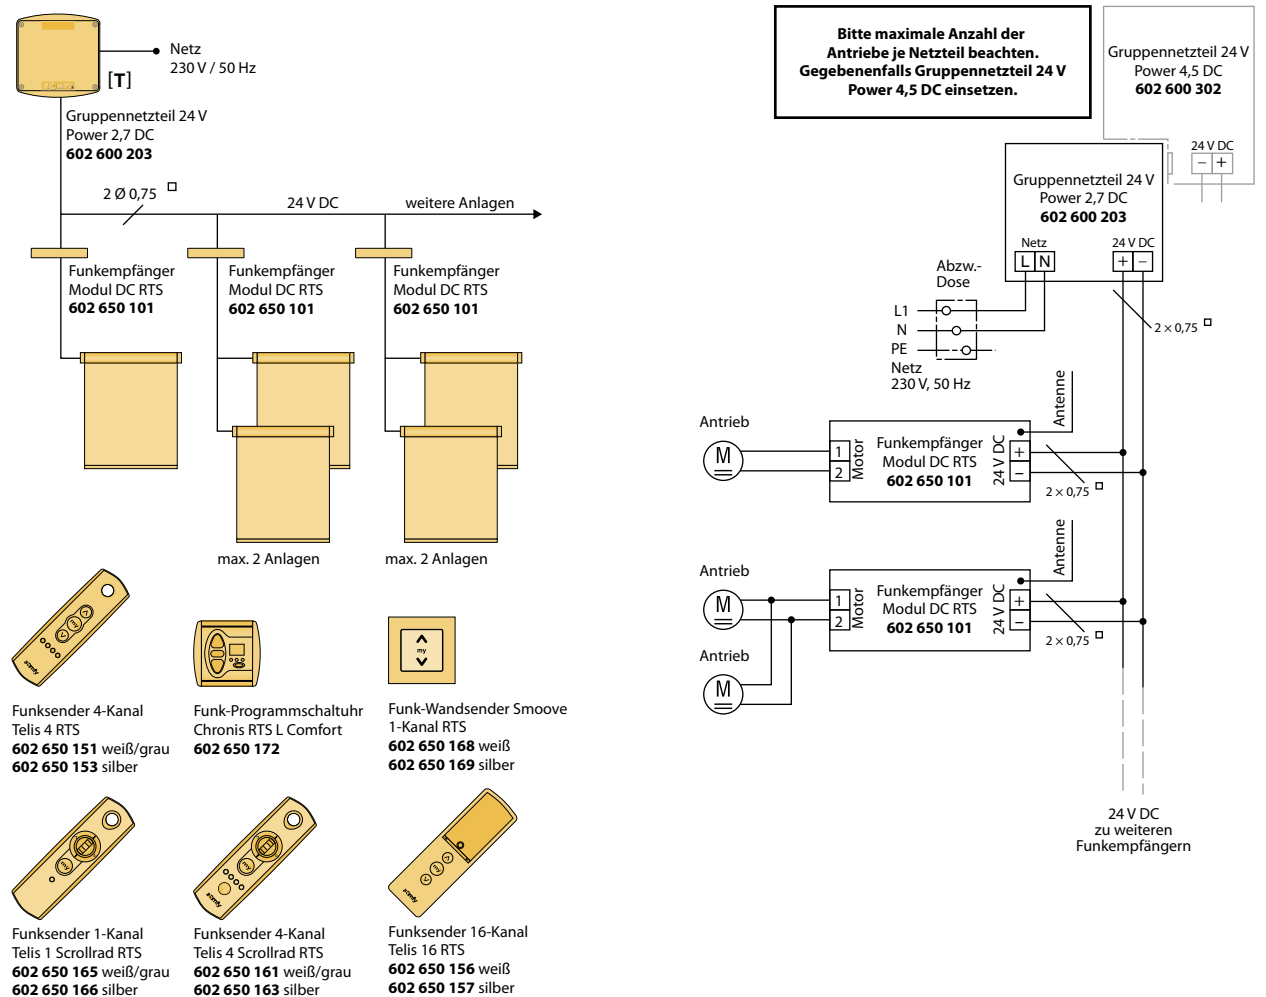 Netz
230 V / 50 Hz
[T]
Gruppennetzteil 24 V
Power 2,7 DC
602 600 203
2 Ø 0,75
24 V DC
weitere Anlagen
Funkempfänger
Modul DC RTS
602 650 101
Funkempfänger
Modul DC RTS
602 650 101
Funkempfänger
Modul DC RTS
602 650 101
max. 2 Anlagen
max. 2 Anlagen
my
somfy
Funksender 4-Kanal
Telis 4 RTS
602 650 151 weiß/grau
602 650 153 silber
Funk-Programmschaltuhr
Chronis RTS L Comfort
602 650 172
my
Funk-Wandsender Smoove
1-Kanal RTS
602 650 168 weiß
602 650 169 silber
my
somfy
Funksender 1-Kanal
Telis 1 Scrollrad RTS
602 650 165 weiß/grau
602 650 166 silber
my
somfy
Funksender 4-Kanal
Telis 4 Scrollrad RTS
602 650 161 weiß/grau
602 650 163 silber
my
somfy
Funksender 16-Kanal
Telis 16 RTS
602 650 156 weiß
602 650 157 silber
Bitte maximale Anzahl der
Antriebe je Netzteil beachten.
Gegebenenfalls Gruppennetzteil 24 V
Power 4,5 DC einsetzen.
Gruppennetzteil 24 V
Power 4,5 DC
602 600 302
24 V DC
− +
Gruppennetzteil 24 V
Power 2,7 DC
602 600 203
Netz
L N
24 V DC
+ −
Abzw.-
Dose
L1
N
PE
Netz
230 V, 50 Hz
2 × 0,75
Antrieb
M
1
2
Motor
Funkempfänger
Modul DC RTS
602 650 101
24 V DC
+
−
Antenne
2 × 0,75
Antrieb
M
Antrieb
M
1
2
Motor
Funkempfänger
Modul DC RTS
602 650 101
24 V DC
+
−
Antenne
2 × 0,75
24 V DC
zu weiteren
Funkempfängern